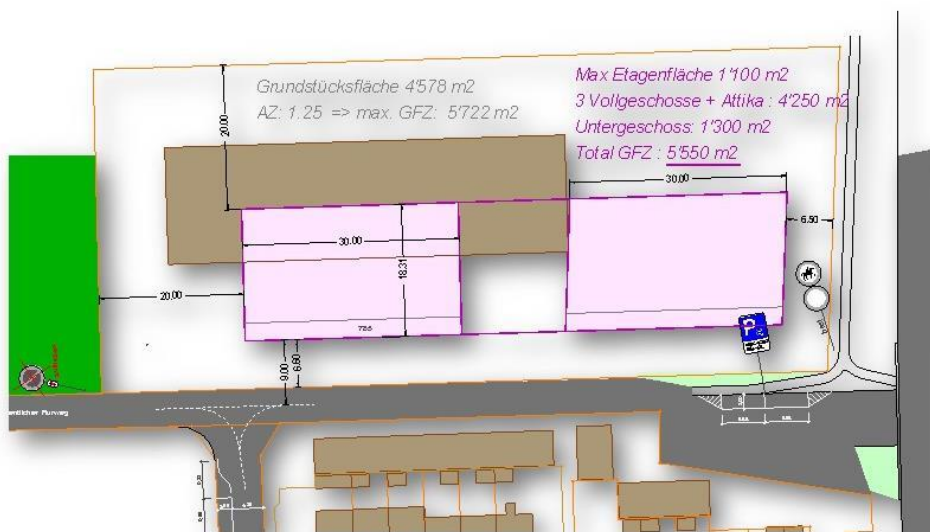 Grundstücksfläche 4'578 m2
AZ: 1.25 => max. GFZ: 5'722 m2
Max Etagenfläche 1'100 m2
3 Vollgeschosse + Attika : 4'250 m2
Untergeschoss: 1'300 m2
Total GFZ : 5'550 m2
20.00
30.00
6.50
30.00
18.31
20.00
9.00
6.60
entlicher Flurweg